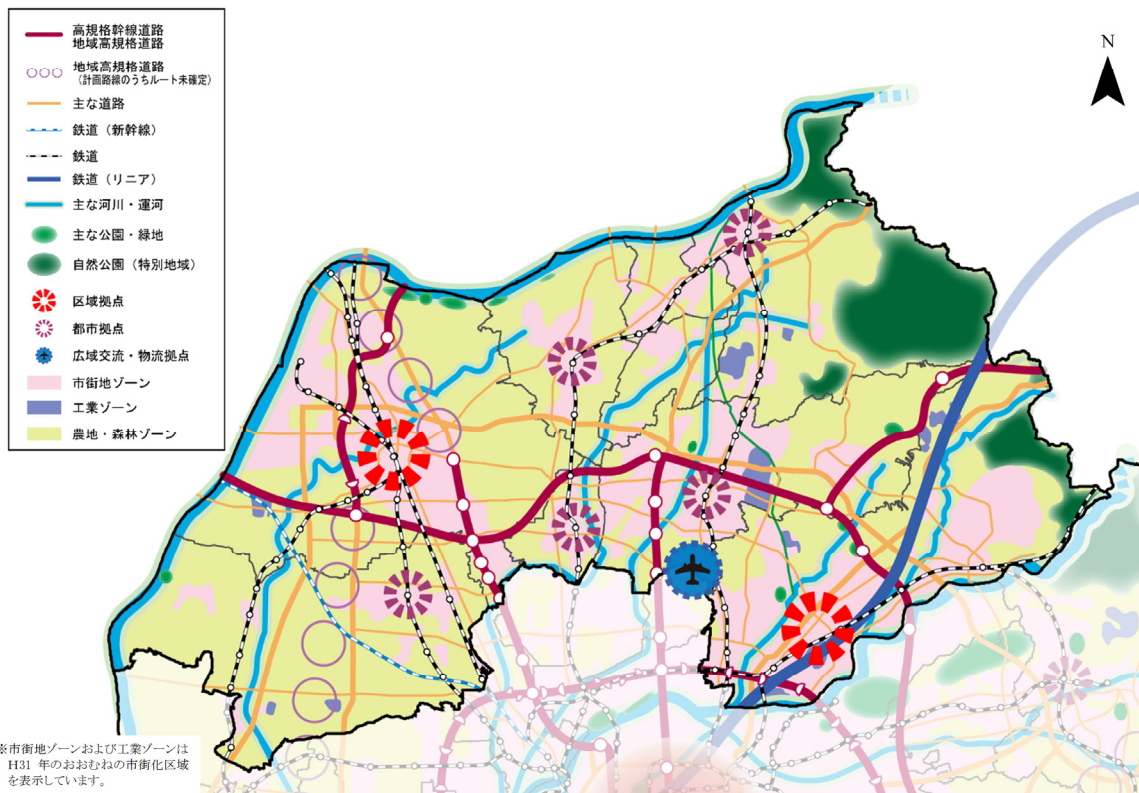 高規格幹線道路
地域高規格道路
地域高規格道路
（計画路線のうちルート未確定）
主な道路
鉄道（新幹線）
鉄道
鉄道（リニア）
主な河川・運河
主な公園・緑地
自然公園（特別地域）
区域拠点
都市拠点
広域交流・物流拠点
市街地ゾーン
工業ゾーン
農地・森林ゾーン
N
※市街地ゾーンおよび工業ゾーンは
H31 年のおおむねの市街化区域
を表示しています。